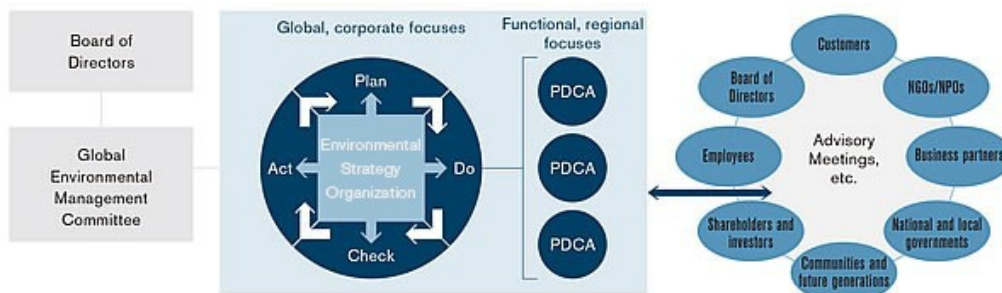 Board of
Directors
Global
Environmental
Management
Committee
Global, corporate focuses
Plan
Environmental
Strategy
Organization
Act
Do
Check
Functional, regional
focuses
PDCA
PDCA
PDCA
Customers
Board of
Directors
NGOs/NPOs
Employees
Advisory
Meetings,
etc.
Business partners
Shareholders and
investors
National and local
governments
Communities and
future generations